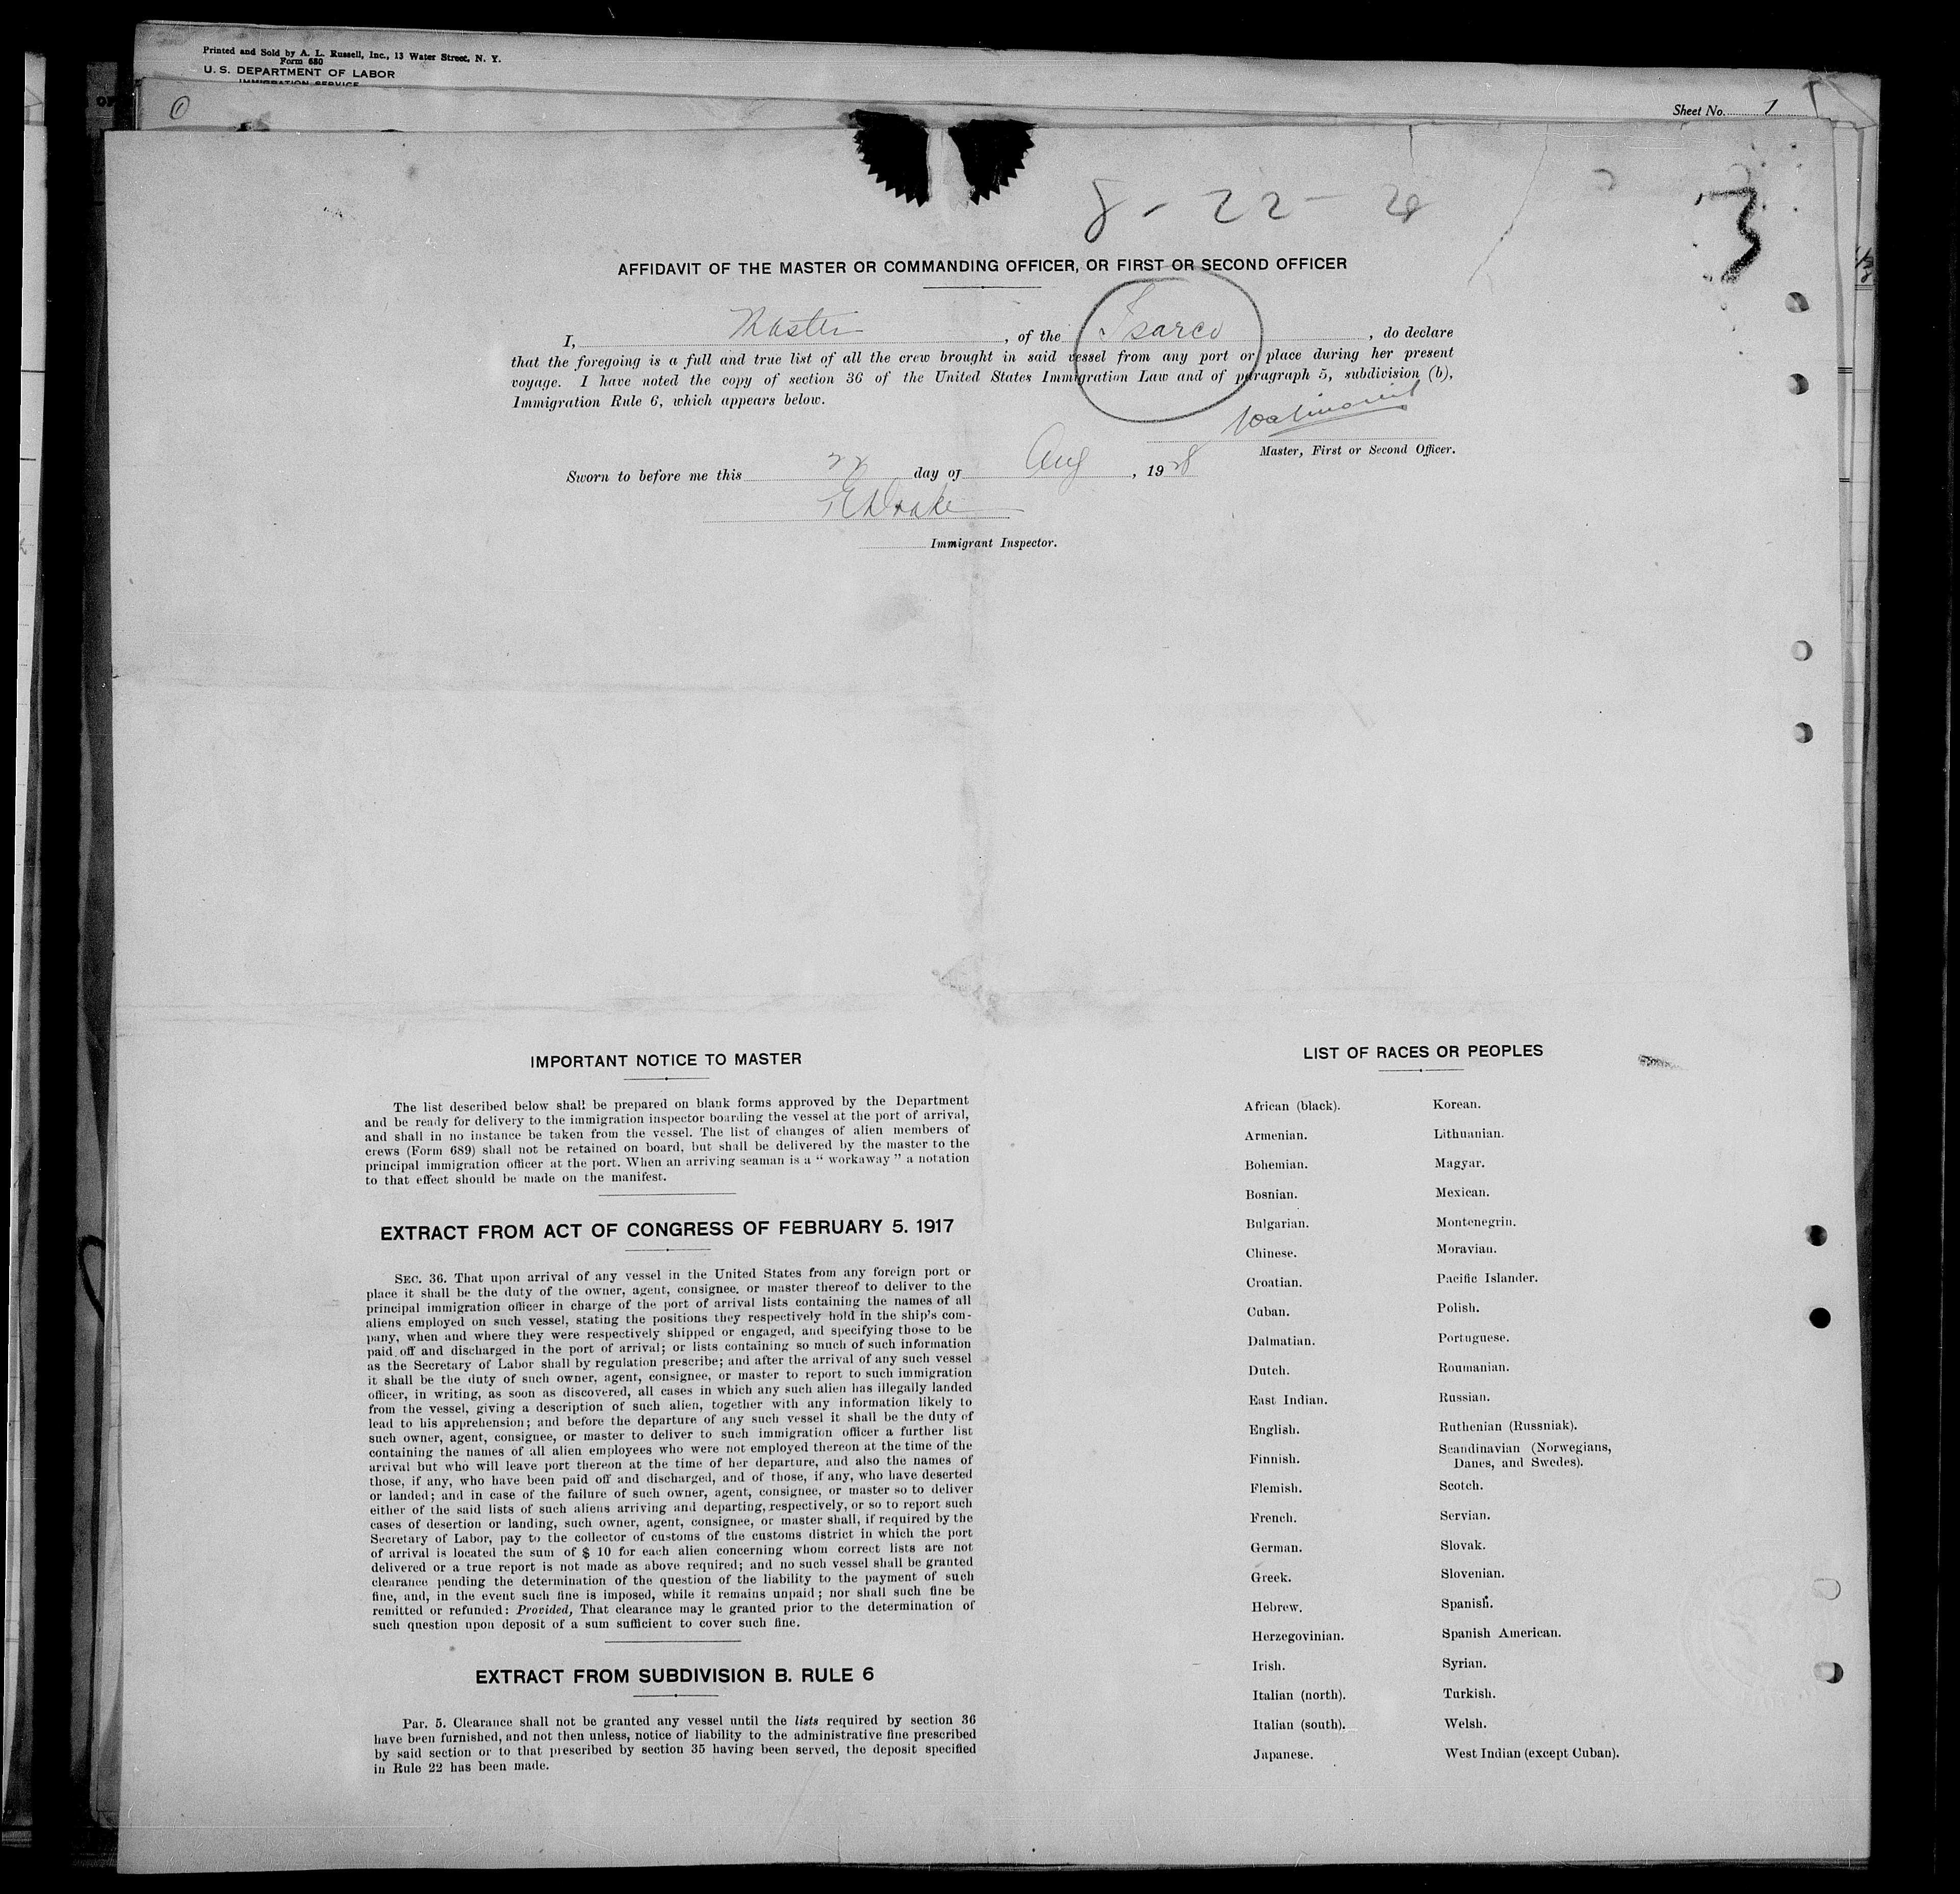 Printed and Sold by A. L. Russell, Inc., 13 Water Street, N. Y.
Form 680
U. S. DEPARTMENT OF LABOR
IMMIGRATION SERVICE
Sheet No. 1
8-22-2
3
AFFIDAVIT OF THE MASTER OR COMMANDING OFFICER, OR FIRST OR SECOND OFFICER
I, Master, of the Isarco, do declare
that the foregoing is a full and true list of all the crew brought in said vessel from any port or place during her present
voyage. I have noted the copy of section 36 of the United States Immigration Law and of paragraph 5, subdivision (b),
Immigration Rule 6, which appears below.
Master, First or Second Officer.
Sworn to before me this 22 day of Aug, 1928
Drake
Immigrant Inspector.
IMPORTANT NOTICE TO MASTER
The list described below shall be prepared on blank forms approved by the Department
and be ready for delivery to the immigration inspector boarding the vessel at the port of arrival,
and shall in no instance be taken from the vessel. The list of changes of alien members of
crews (Form 689) shall not be retained on board, but shall be delivered by the master to the
principal immigration officer at the port. When an arriving seaman is a “ workaway ” a notation
to that effect should be made on the manifest.
EXTRACT FROM ACT OF CONGRESS OF FEBRUARY 5. 1917
SEC. 36. That upon arrival of any vessel in the United States from any foreign port or
place it shall be the duty of the owner, agent, consignee, or master thereof to deliver to the
principal immigration officer in charge of the port of arrival lists containing the names of all
aliens employed on such vessel, stating the positions they respectively hold in the ship's com-
pany, when and where they were respectively shipped or engaged, and specifying those to be
paid off and discharged in the port of arrival; or lists containing so much of such information
as the Secretary of Labor shall by regulation prescribe; and after the arrival of any such vessel
it shall be the duty of such owner, agent, consignee, or master to report to such immigration
officer, in writing, as soon as discovered, all cases in which any such alien has illegally landed
from the vessel, giving a description of such alien, together with any information likely to
lead to his apprehension; and before the departure of any such vessel it shall be the duty of
such owner, agent, consignee, or master to deliver to such immigration officer a further list
containing the names of all alien employees who were not employed thereon at the time of the
arrival but who will leave port thereon at the time of her departure, and also the names of
those, if any, who have been paid off and discharged, and of those, if any, who have deserted
or landed; and in case of the failure of such owner, agent, consignee, or master so to deliver
either of the said lists of such aliens arriving and departing, respectively, or so to report such
cases of desertion or landing, such owner, agent, consignee, or master shall, if required by the
Secretary of Labor, pay to the collector of customs of the customs district in which the port
of arrival is located the sum of $ 10 for each alien concerning whom correct lists are not
delivered or a true report is not made as above required; and no such vessel shall be granted
clearance pending the determination of the question of the liability to the payment of such
fine, and, in the event such fine is imposed, while it remains unpaid; nor shall such fine be
remitted or refunded: Provided, That clearance may le granted prior to the determination of
such question upon deposit of a sum sufficient to cover such fine.
EXTRACT FROM SUBDIVISION B. RULE 6
Par. 5. Clearance shall not be granted any vessel until the lists required by section 36
have been furnished, and not then unless, notice of liability to the administrative fine prescribed
by said section or to that prescribed by section 35 having been served, the deposit specified
in Rule 22 has been made.
LIST OF RACES OR PEOPLES
African (black).
Armenian.
Bohemian.
Bosnian.
Bulgarian.
Chinese.
Croatian.
Cuban.
Dalmatian.
Dutch.
East Indian.
English.
Finnish.
Flemish.
French.
German.
Greek.
Hebrew.
Herzegovinian.
Irish.
Italian (north).
Italian (south).
Japanese.
Korean.
Lithuanian.
Magyar.
Mexican.
Montenegrin.
Moravian.
Pacific Islander.
Polish.
Portuguese.
Roumanian.
Russian.
Ruthenian (Russniak).
Scandinavian (Norwegians,
Danes, and Swedes).
Scotch.
Servian.
Slovak.
Slovenian.
Spanish.
Spanish American.
Syrian.
Turkish.
Welsh.
West Indian (except Cuban).